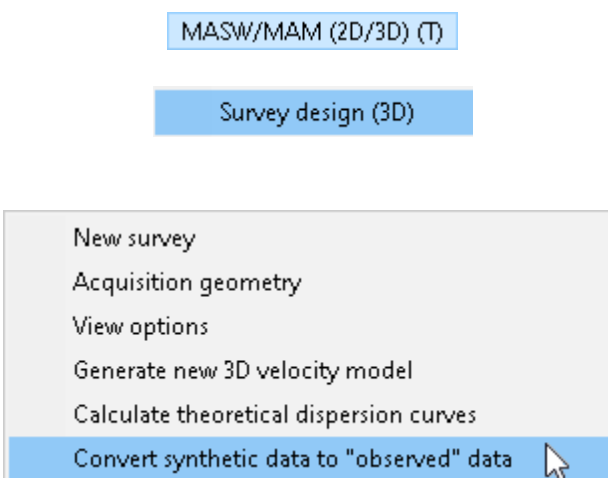 MASW/MAM (2D/3D) (T)
Survey design (3D)
New survey
Acquisition geometry
View options
Generate new 3D velocity model
Calculate theoretical dispersion curves
Convert synthetic data to "observed" data